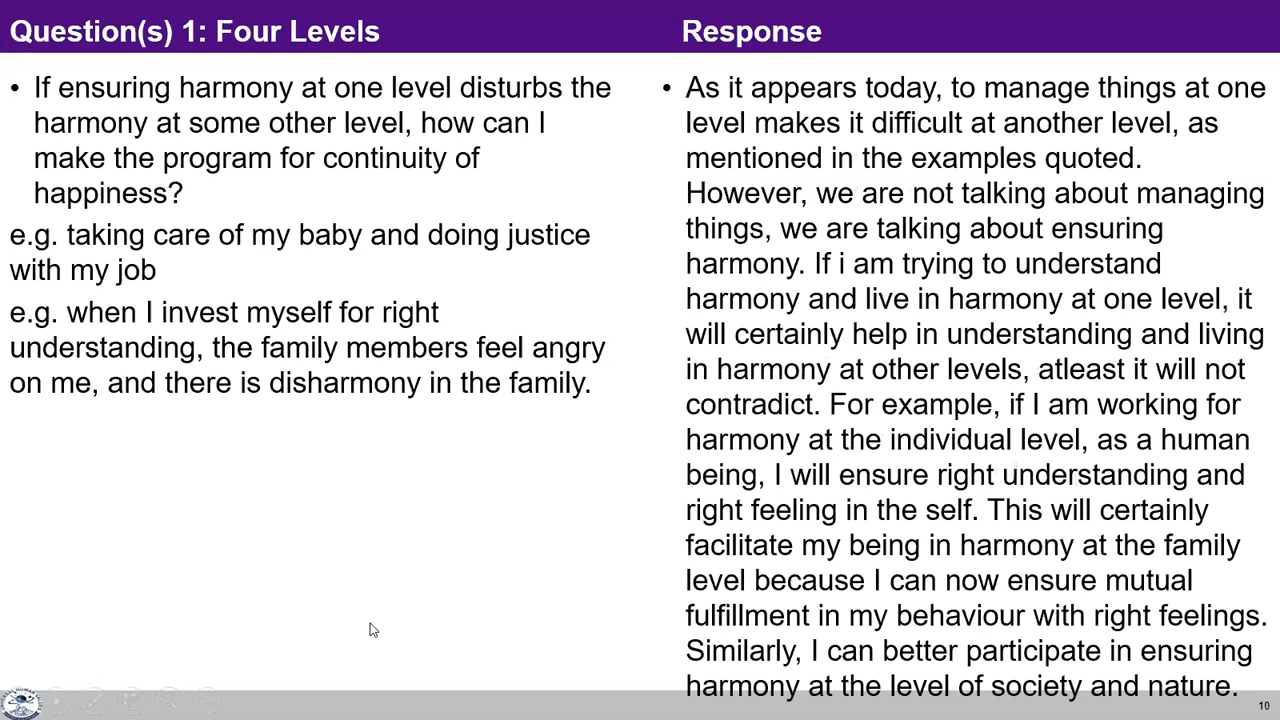 Question(s) 1: Four Levels
Response
• If ensuring harmony at one level disturbs the
harmony at some other level, how can I
make the program for continuity of
happiness?
e.g. taking care of my baby and doing justice
with my job
e.g. when I invest myself for right
understanding, the family members feel angry
on me, and there is disharmony in the family.
• As it appears today, to manage things at one
level makes it difficult at another level, as
mentioned in the examples quoted.
However, we are not talking about managing
things, we are talking about ensuring
harmony. If i am trying to understand
harmony and live in harmony at one level, it
will certainly help in understanding and living
in harmony at other levels, atleast it will not
contradict. For example, if I am working for
harmony at the individual level, as a human
being, I will ensure right understanding and
right feeling in the self. This will certainly
facilitate my being in harmony at the family
level because I can now ensure mutual
fulfillment in my behaviour with right feelings.
Similarly, I can better participate in ensuring
harmony at the level of society and nature.
10